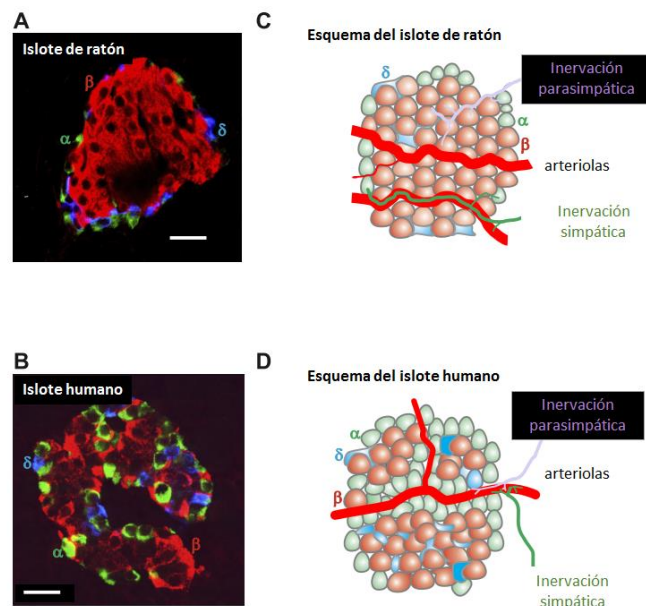 A
Islote de ratón
β
α
δ
C
Esquema del islote de ratón
Inervación
parasimpática
δ
α
β
arteriolas
Inervación
simpática
B
Islote humano
δ
α
β
D
Esquema del islote humano
Inervación
parasimpática
α
δ
arteriolas
β
Inervación
simpática